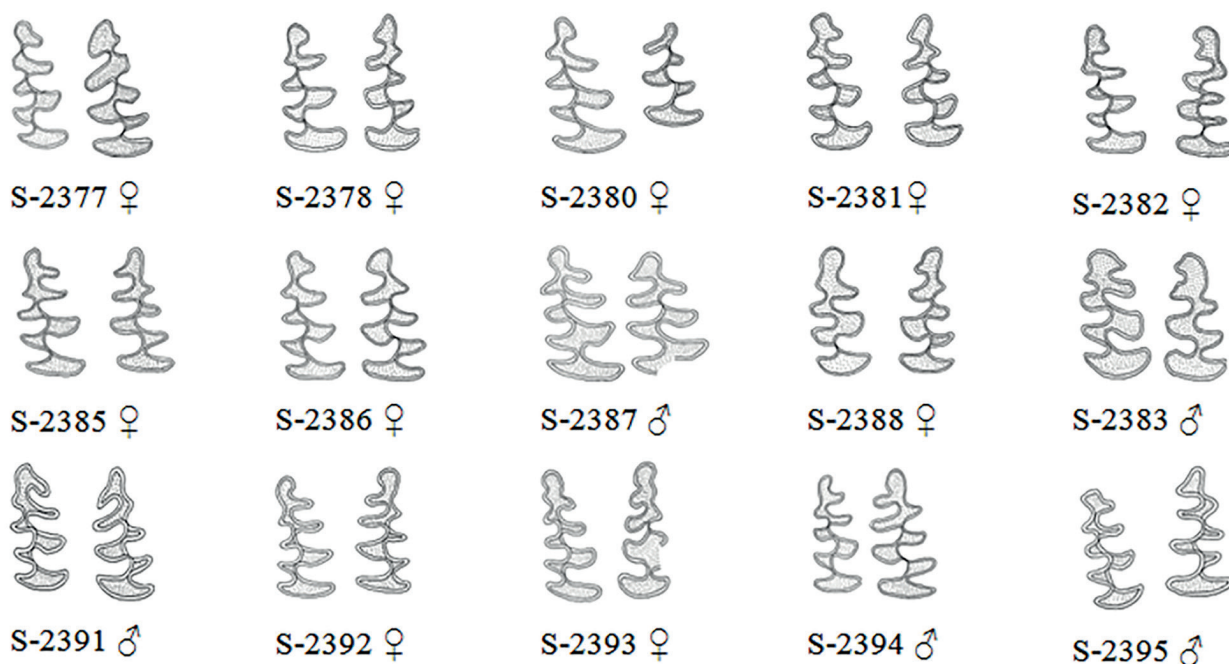 S-2377 ♀
S-2378 ♀
S-2380 ♀
S-2381♀
S-2382 ♀
S-2385 ♀
S-2386 ♀
S-2387 ♂
S-2388 ♀
S-2383 ♂
S-2391 ♂
S-2392 ♀
S-2393 ♀
S-2394 ♂
S-2395 ♂